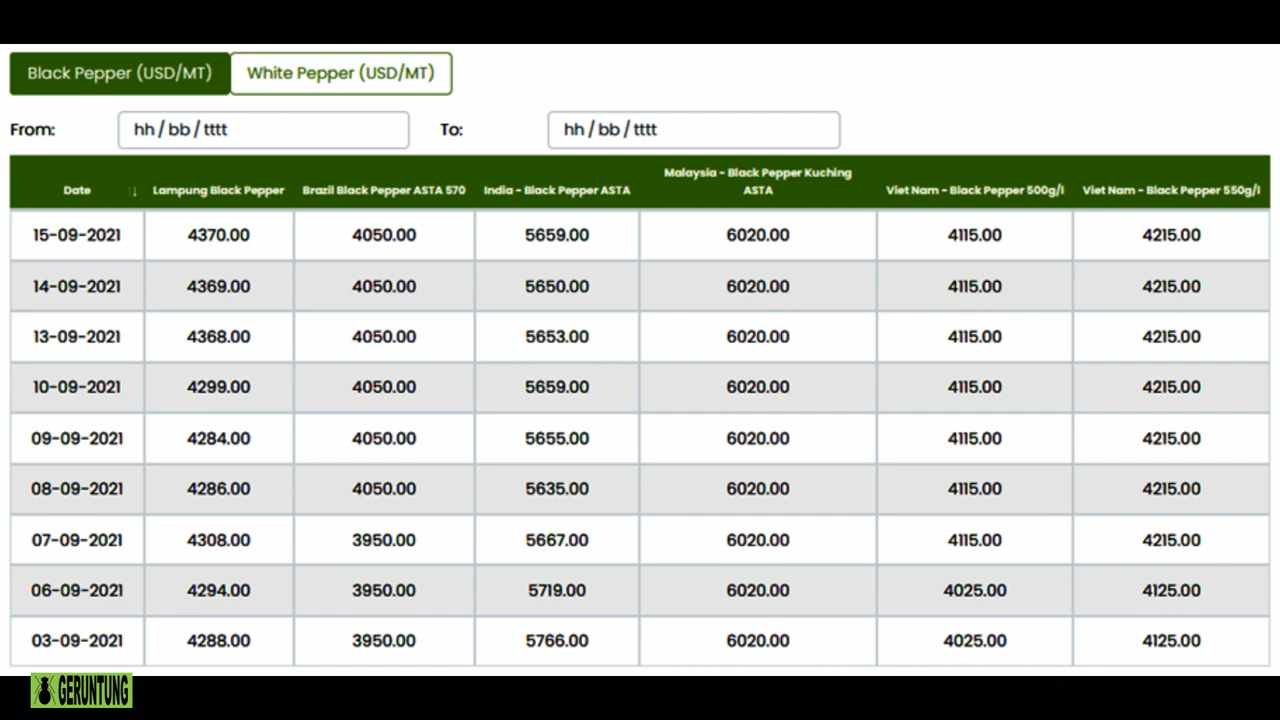 Black Pepper (USD/MT) White Pepper (USD/MT)
From: hh / bb / tttt To: hh / bb / tttt
Date Lampung Black Pepper Brazil Black Pepper ASTA 570 India - Black Pepper ASTA Malaysia - Black Pepper Kuching ASTA Viet Nam - Black Pepper 500g/l Viet Nam - Black Pepper 550g/l
15-09-2021 4370.00 4050.00 5659.00 6020.00 4115.00 4215.00
14-09-2021 4369.00 4050.00 5650.00 6020.00 4115.00 4215.00
13-09-2021 4368.00 4050.00 5653.00 6020.00 4115.00 4215.00
10-09-2021 4299.00 4050.00 5659.00 6020.00 4115.00 4215.00
09-09-2021 4284.00 4050.00 5655.00 6020.00 4115.00 4215.00
08-09-2021 4286.00 4050.00 5635.00 6020.00 4115.00 4215.00
07-09-2021 4308.00 3950.00 5667.00 6020.00 4115.00 4215.00
06-09-2021 4294.00 3950.00 5719.00 6020.00 4025.00 4125.00
03-09-2021 4288.00 3950.00 5766.00 6020.00 4025.00 4125.00
GERUNTUNG